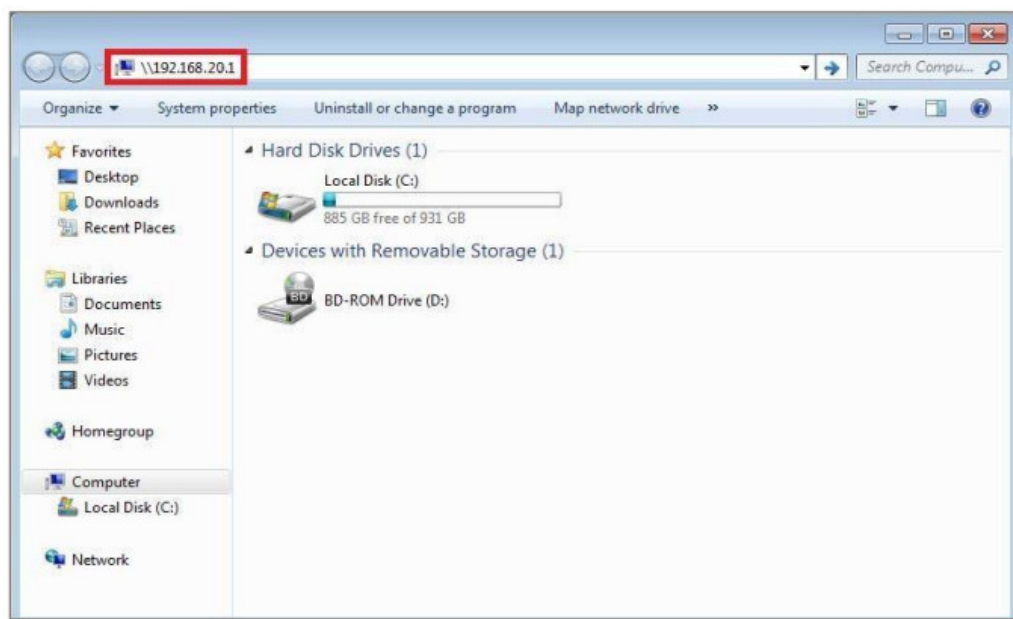 \\192.168.20.1
Search Compu...
Organize
System properties
Uninstall or change a program
Map network drive
»
Favorites
Desktop
Downloads
Recent Places
Libraries
Documents
Music
Pictures
Videos
Homegroup
Computer
Local Disk (C:)
Network
Hard Disk Drives (1)
Local Disk (C:)
885 GB free of 931 GB
Devices with Removable Storage (1)
BD
BD-ROM Drive (D:)